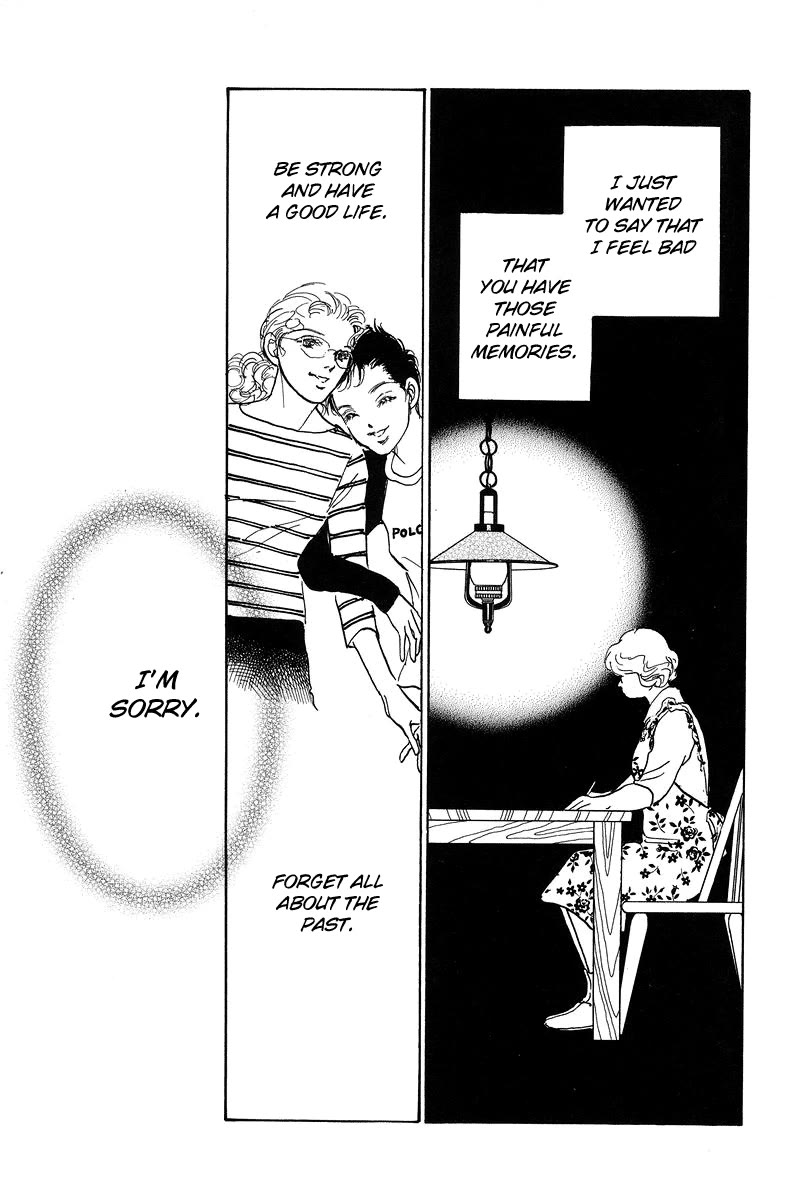 I JUST
WANTED
TO SAY THAT
I FEEL BAD
THAT
YOU HAVE
THOSE
PAINFUL
MEMORIES.
BE STRONG
AND HAVE
A GOOD LIFE.
POLO
FORGET ALL
ABOUT THE
PAST.
I'M
SORRY.